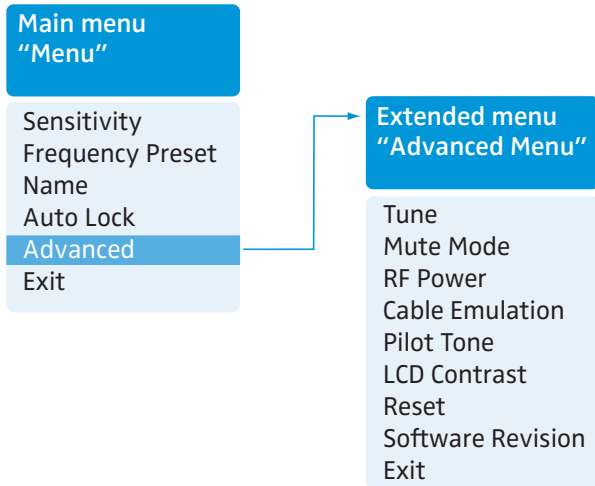 Main menu
“Menu”
Sensitivity
Frequency Preset
Name
Auto Lock
Advanced
Exit
Extended menu
“Advanced Menu”
Tune
Mute Mode
RF Power
Cable Emulation
Pilot Tone
LCD Contrast
Reset
Software Revision
Exit